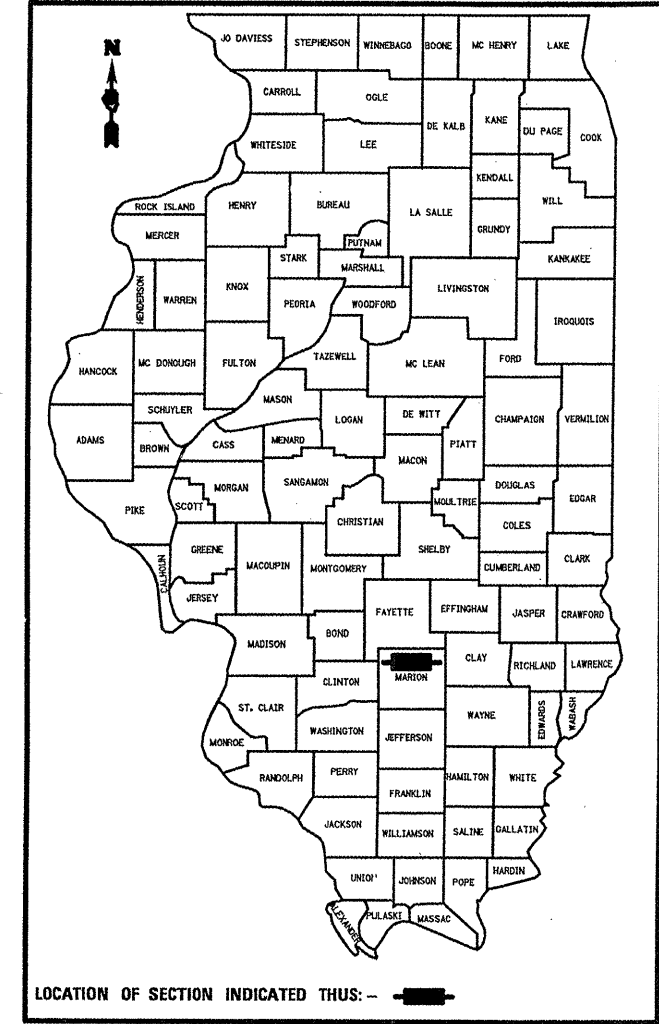 JO DAVIESS STEPHENSON WINNEBAGO BOONE MC HENRY LAKE
N
CARROLL OGLE
DE KALB KANE DU PAGE COOK
WHITESIDE LEE
KENDALL
WILL
ROCK ISLAND HENRY BUREAU LA SALLE
GRUNDY
MERCER PUTNAM
STARK MARSHALL KANKAKEE
HENDERSON WARREN KNOX PEORIA WOODFORD LIVINGSTON
IROQUOIS
HANCOCK MC DONOUGH FULTON TAZEWELL MC LEAN FORD
MASON
SCHUYLER LOGAN DE WITT CHAMPAIGN VERMILION
ADAMS BROWN CASS MENARD PIATT
MACON
PIKE SCOTT MORGAN SANGAMON MOULTRIE DOUGLAS EDGAR
CHRISTIAN COLES
GREENE SHELBY
CALHOUN MACOUPIN MONTGOMERY CUMBERLAND CLARK
JERSEY
FAYETTE EFFINGHAM JASPER CRAWFORD
MADISON BOND
CLAY RICHLAND LAWRENCE
CLINTON MARION
ST. CLAIR WAYNE EDWARDS WABASH
MONROE WASHINGTON JEFFERSON
RANDOLPH PERRY HAMILTON WHITE
FRANKLIN
JACKSON WILLIAMSON SALINE GALLATIN
UNION JOHNSON POPE HARDIN
ALEXANDER PULASKI MASSAC
LOCATION OF SECTION INDICATED THUS: –